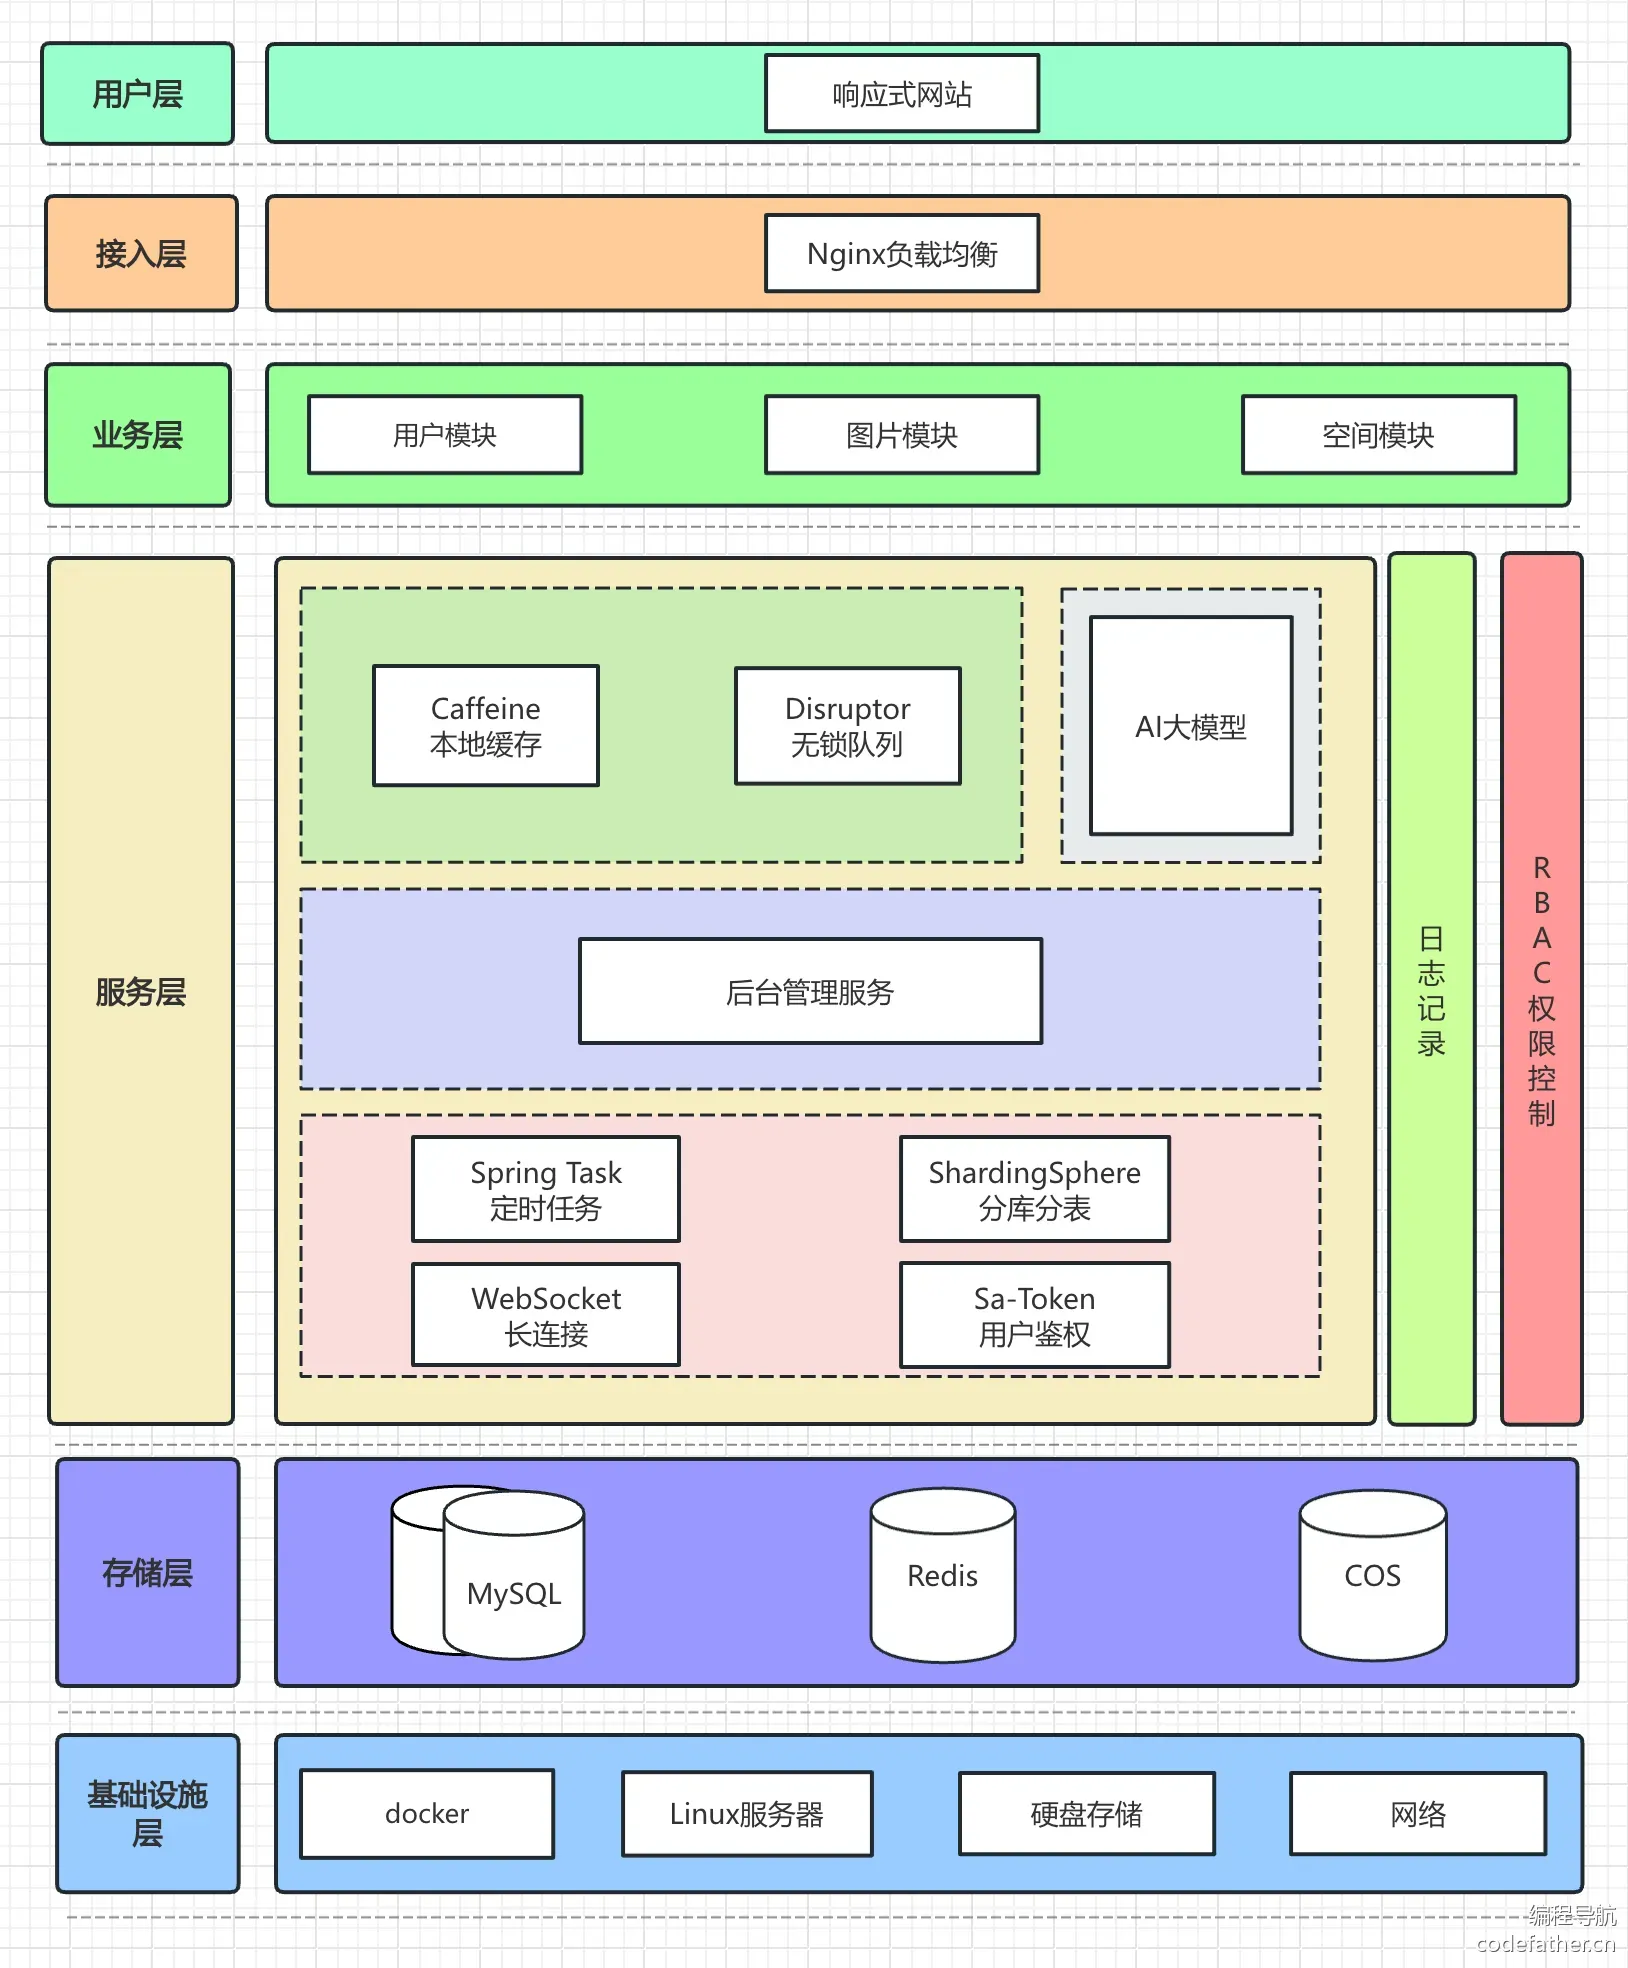 用户层
响应式网站
接入层
Nginx负载均衡
业务层
用户模块
图片模块
空间模块
服务层
Caffeine
本地缓存
Disruptor
无锁队列
AI大模型
后台管理服务
Spring Task
定时任务
ShardingSphere
分库分表
WebSocket
长连接
Sa-Token
用户鉴权
日志记录
RBAC权限控制
存储层
MySQL
Redis
COS
基础设施
层
docker
Linux服务器
硬盘存储
网络
编程导航
codefather.cn